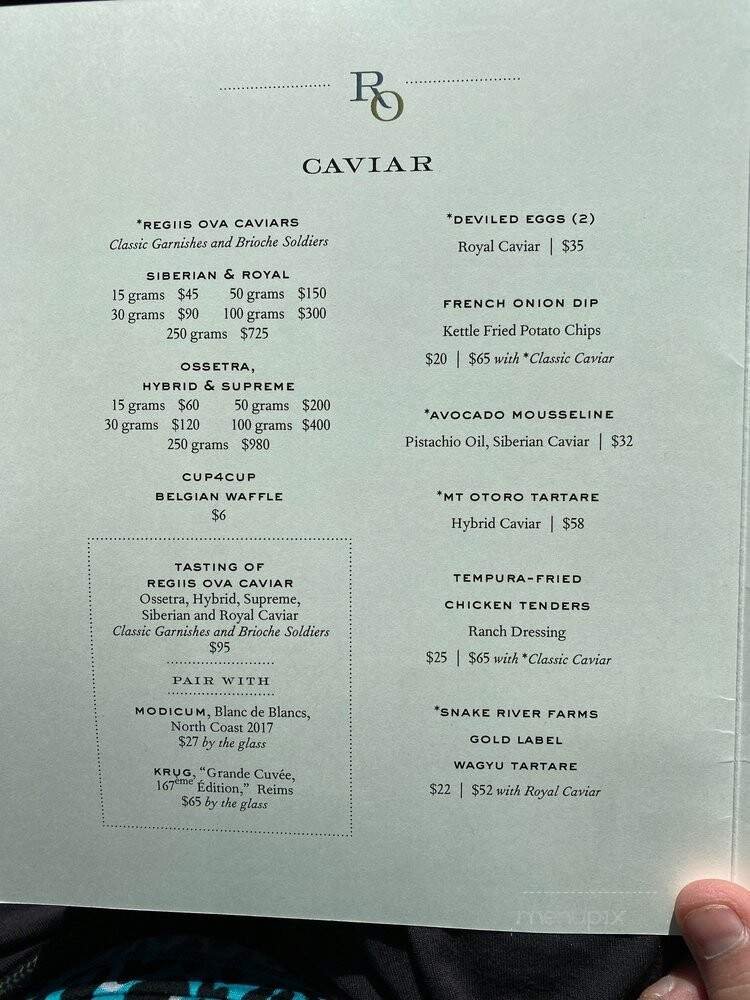 RO
CAVIAR
*REGIIS OVA CAVIARS
Classic Garnishes and Brioche Soldiers
SIBERIAN & ROYAL
15 grams $45 50 grams $150
30 grams $90 100 grams $300
250 grams $725
OSSETRA,
HYBRID & SUPREME
15 grams $60 50 grams $200
30 grams $120 100 grams $400
250 grams $980
CUP4CUP
BELGIAN WAFFLE
$6
TASTING OF
REGIIS OVA CAVIAR
Ossetra, Hybrid, Supreme,
Siberian and Royal Caviar
Classic Garnishes and Brioche Soldiers
$95
PAIR WITH
MODICUM, Blanc de Blancs,
North Coast 2017
$27 by the glass
KRUG, “Grande Cuvée,
167ème Édition,” Reims
$65 by the glass
*DEVILED EGGS (2)
Royal Caviar | $35
FRENCH ONION DIP
Kettle Fried Potato Chips
$20 | $65 with *Classic Caviar
*AVOCADO MOUSSELINE
Pistachio Oil, Siberian Caviar | $32
*MT OTORO TARTARE
Hybrid Caviar | $58
TEMPURA-FRIED
CHICKEN TENDERS
Ranch Dressing
$25 | $65 with *Classic Caviar
*SNAKE RIVER FARMS
GOLD LABEL
WAGYU TARTARE
$22 | $52 with Royal Caviar
menupix